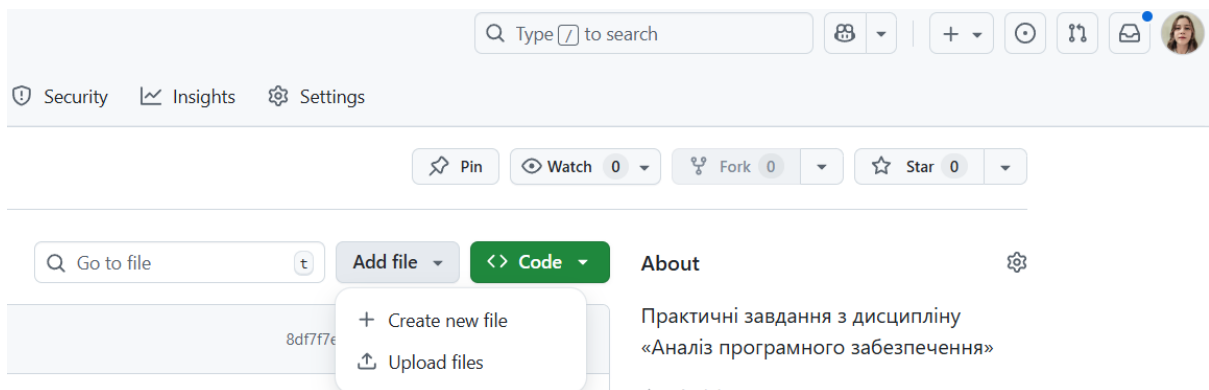 Type / to search
Security Insights Settings
Pin Watch 0 Fork 0 Star 0
Go to file t Add file <> Code About
Create new file
Upload files
8df7f7e
Практичні завдання з дисципліну
«Аналіз програмного забезпечення»